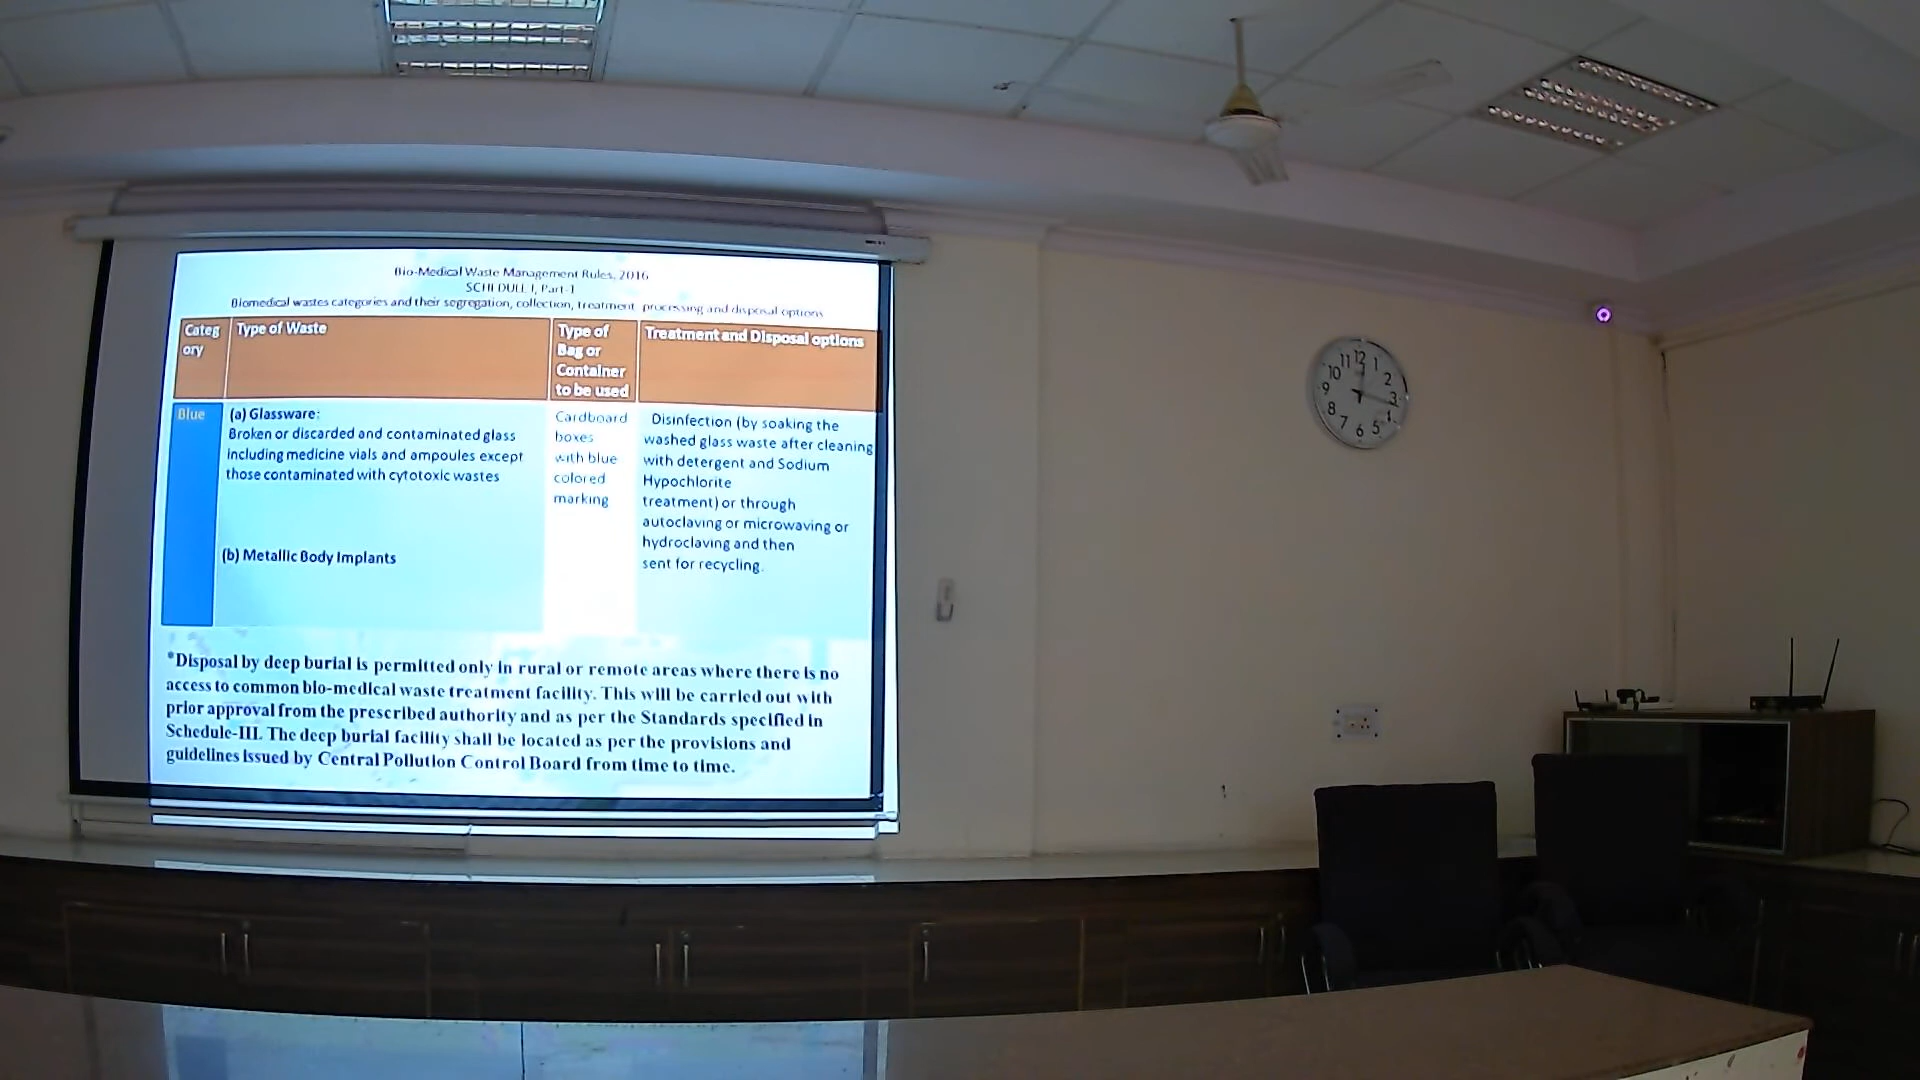 Bio-Medical Waste Management Rules, 2016
SCHEDULE I, Part-1
Biomedical wastes categories and their segregation, collection, treatment, processing and disposal options
Categ
ory
Type of Waste
Type of
Bag or
Container
to be used
Treatment and Disposal options
Blue
(a) Glassware:
Broken or discarded and contaminated glass
including medicine vials and ampoules except
those contaminated with cytotoxic wastes
(b) Metallic Body Implants
Cardboard
boxes
with blue
colored
marking
Disinfection (by soaking the
washed glass waste after cleaning
with detergent and Sodium
Hypochlorite
treatment) or through
autoclaving or microwaving or
hydroclaving and then
sent for recycling.
*Disposal by deep burial is permitted only in rural or remote areas where there is no
access to common bio-medical waste treatment facility. This will be carried out with
prior approval from the prescribed authority and as per the Standards specified in
Schedule-III. The deep burial facility shall be located as per the provisions and
guidelines issued by Central Pollution Control Board from time to time.
12
1
2
3
4
5
6
7
8
9
10
11